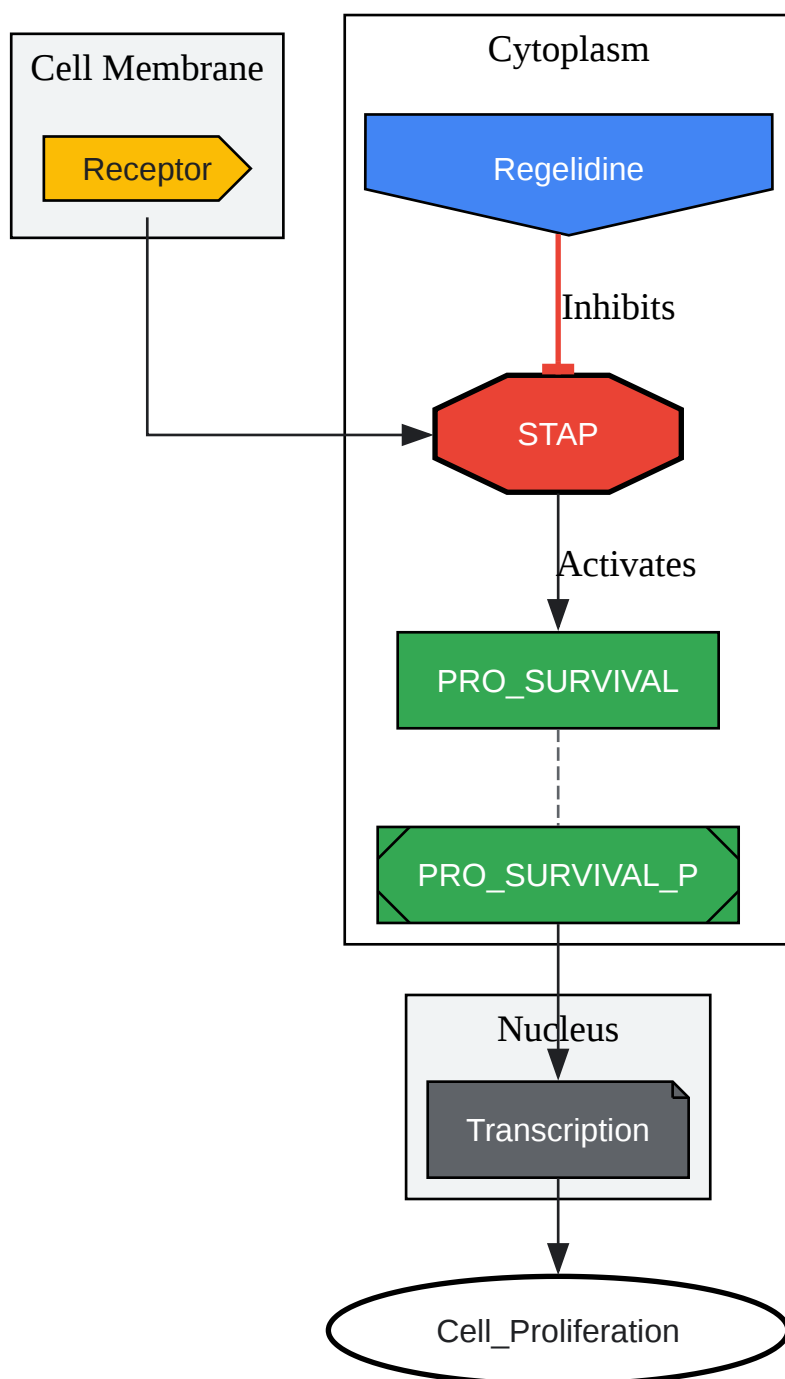 Cell Membrane
Receptor
Cytoplasm
Regelidine
Inhibits
STAP
Activates
PRO_SURVIVAL
PRO_SURVIVAL_P
Nucleus
Transcription
Cell_Proliferation